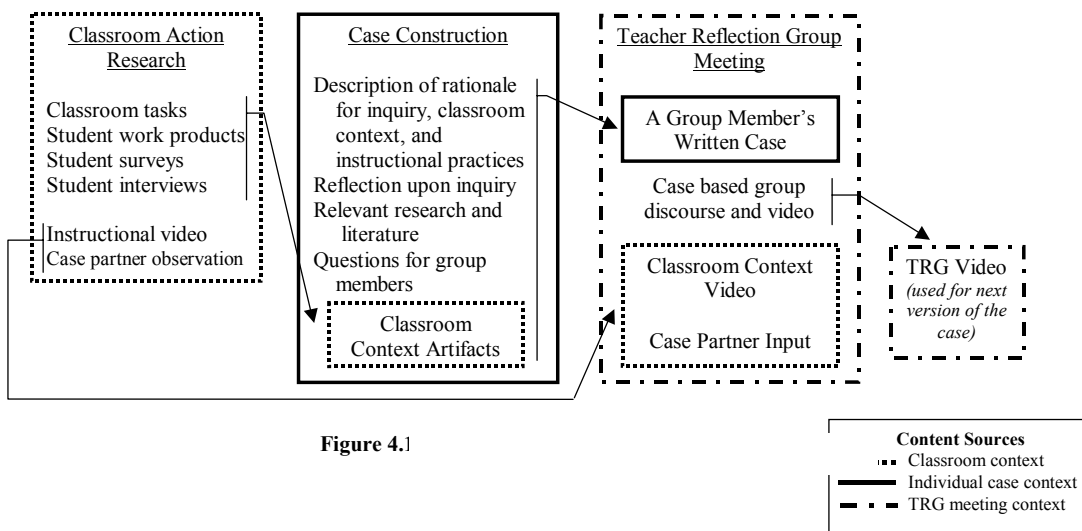 Classroom Action
Research
Classroom tasks
Student work products
Student surveys
Student interviews
Instructional video
Case partner observation
Case Construction
Description of rationale
for inquiry, classroom
context, and
instructional practices
Reflection upon inquiry
Relevant research and
literature
Questions for group
members
Classroom
Context Artifacts
Teacher Reflection Group
Meeting
A Group Member's
Written Case
Case based group
discourse and video
Classroom Context
Video
Case Partner Input
TRG Video
(used for next
version of the
case)
Figure 4.1
Content Sources
Classroom context
Individual case context
TRG meeting context